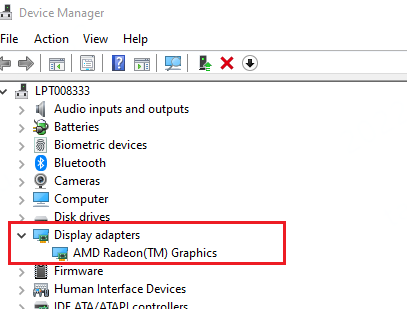 Device Manager
File Action View Help
LPT008333
Audio inputs and outputs
Batteries
Biometric devices
Bluetooth
Cameras
Computer
Disk drives
Display adapters
AMD Radeon(TM) Graphics
Firmware
Human Interface Devices
IDE ATA/ATAPI controllers